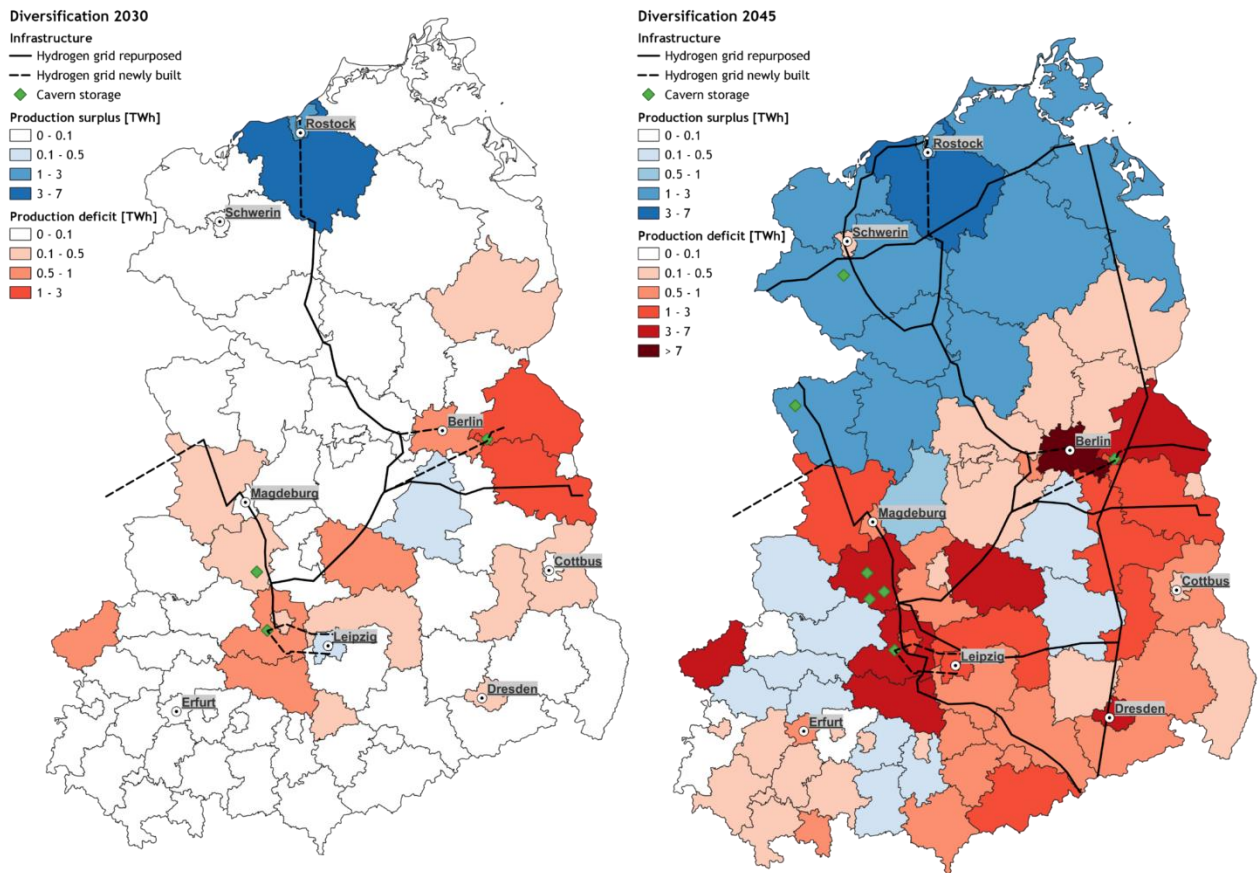 Diversification 2030
Infrastructure
Hydrogen grid repurposed
Hydrogen grid newly built
Cavern storage
Production surplus [TWh]
0 - 0.1
0.1 - 0.5
1 - 3
3 - 7
Production deficit [TWh]
0 - 0.1
0.1 - 0.5
0.5 - 1
1 - 3
Rostock
Schwerin
Berlin
Magdeburg
Cottbus
Leipzig
Dresden
Erfurt
Diversification 2045
Infrastructure
Hydrogen grid repurposed
Hydrogen grid newly built
Cavern storage
Production surplus [TWh]
0 - 0.1
0.1 - 0.5
0.5 - 1
1 - 3
3 - 7
Production deficit [TWh]
0 - 0.1
0.1 - 0.5
0.5 - 1
1 - 3
3 - 7
> 7
Rostock
Schwerin
Berlin
Magdeburg
Cottbus
Leipzig
Dresden
Erfurt